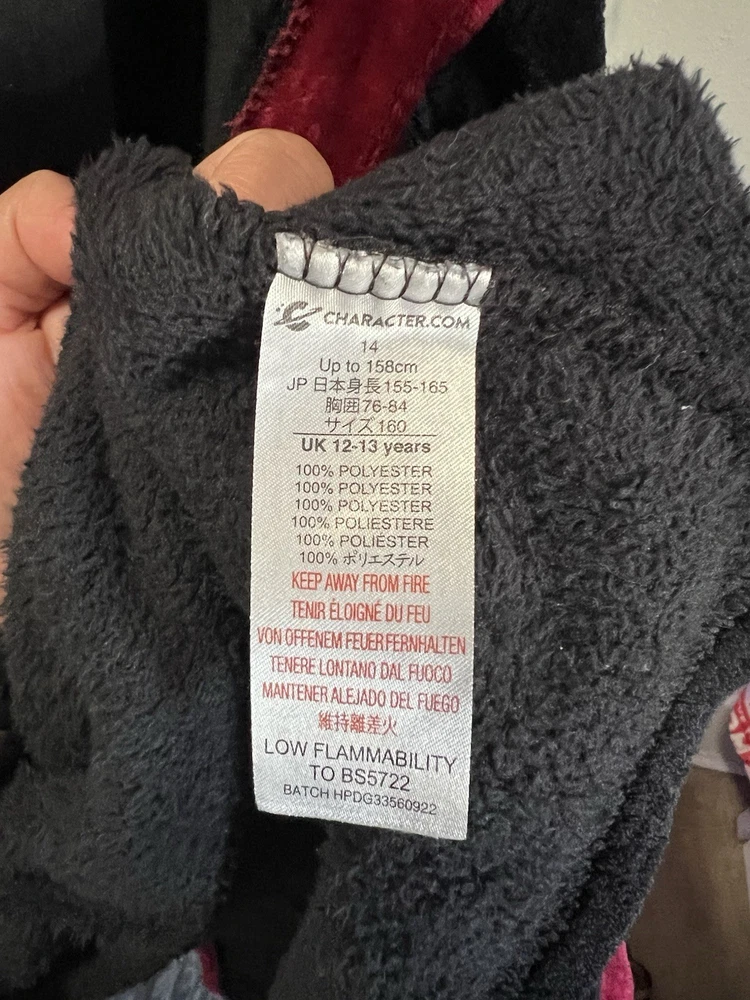 CHARACTER.COM
14
Up to 158cm
JP 日本身長155-165
胸囲76-84
サイズ160
UK 12-13 years
100% POLYESTER
100% POLYESTER
100% POLYESTER
100% POLIESTERE
100% POLIÉSTER
100% ポリエステル
KEEP AWAY FROM FIRE
TENIR ÉLOIGNÉ DU FEU
VON OFFENEM FEUER FERNHALTEN
TENERE LONTANO DAL FUOCO
MANTENER ALEJADO DEL FUEGO
維持離差火
LOW FLAMMABILITY
TO BS5722
BATCH HPDG33560922